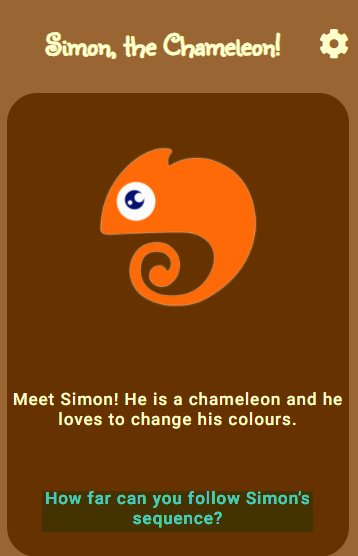 Simon, the Chameleon!
Meet Simon! He is a chameleon and he
loves to change his colours.
How far can you follow Simon's
sequence?